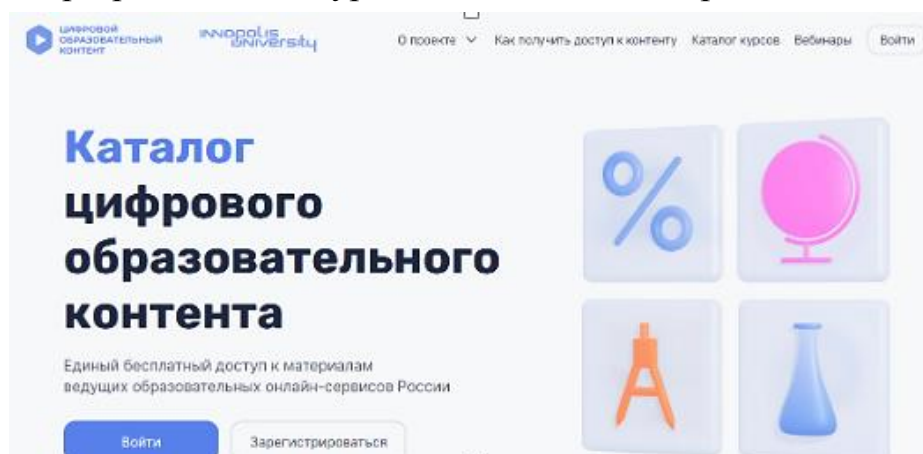 ЦИФРОВОЙ
ОБРАЗОВАТЕЛЬНЫЙ
КОНТЕНТ
INNOPOLIS
UNIVERSITY
О проекте
Как получить доступ к контенту
Каталог курсов
Вебинары
Войти
Каталог
цифрового
образовательного
контента
Единый бесплатный доступ к материалам
ведущих образовательных онлайн-сервисов России
Войти
Зарегистрироваться